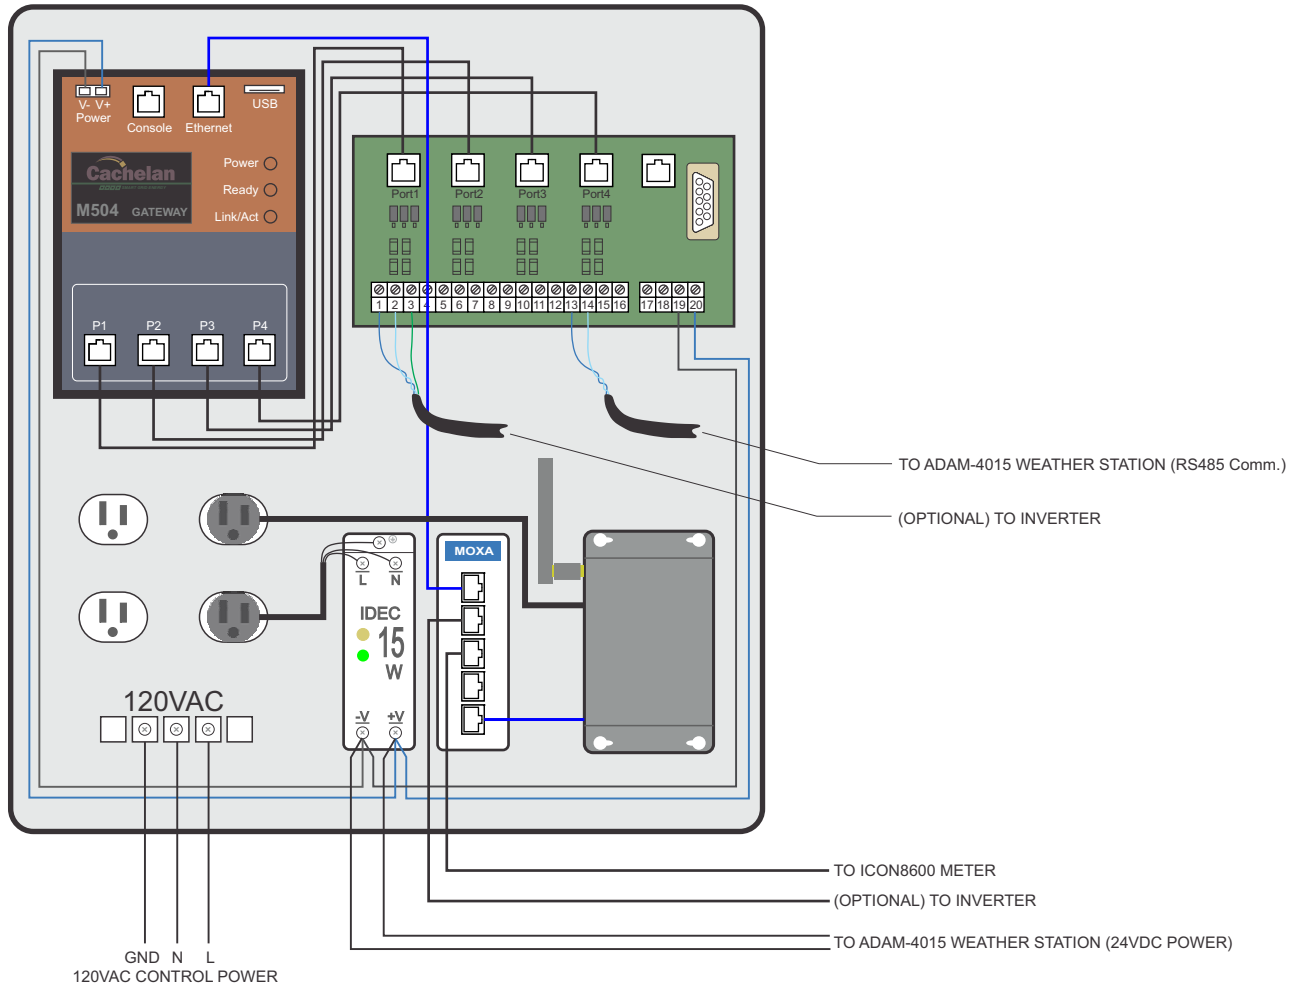 V- V+
Power
Console
Ethernet
USB
Cachelan
M504 GATEWAY
Power
Ready
Link/Act
P1 P2 P3 P4
Port1 Port2 Port3 Port4
1 2 3 4 5 6 7 8 9 10 11 12 13 14 15 16 17 18 19 20
TO ADAM-4015 WEATHER STATION (RS485 Comm.)
(OPTIONAL) TO INVERTER
L N
IDEC
15
W
-V +V
MOXA
120VAC
TO ICON8600 METER
(OPTIONAL) TO INVERTER
TO ADAM-4015 WEATHER STATION (24VDC POWER)
GND N L
120VAC CONTROL POWER